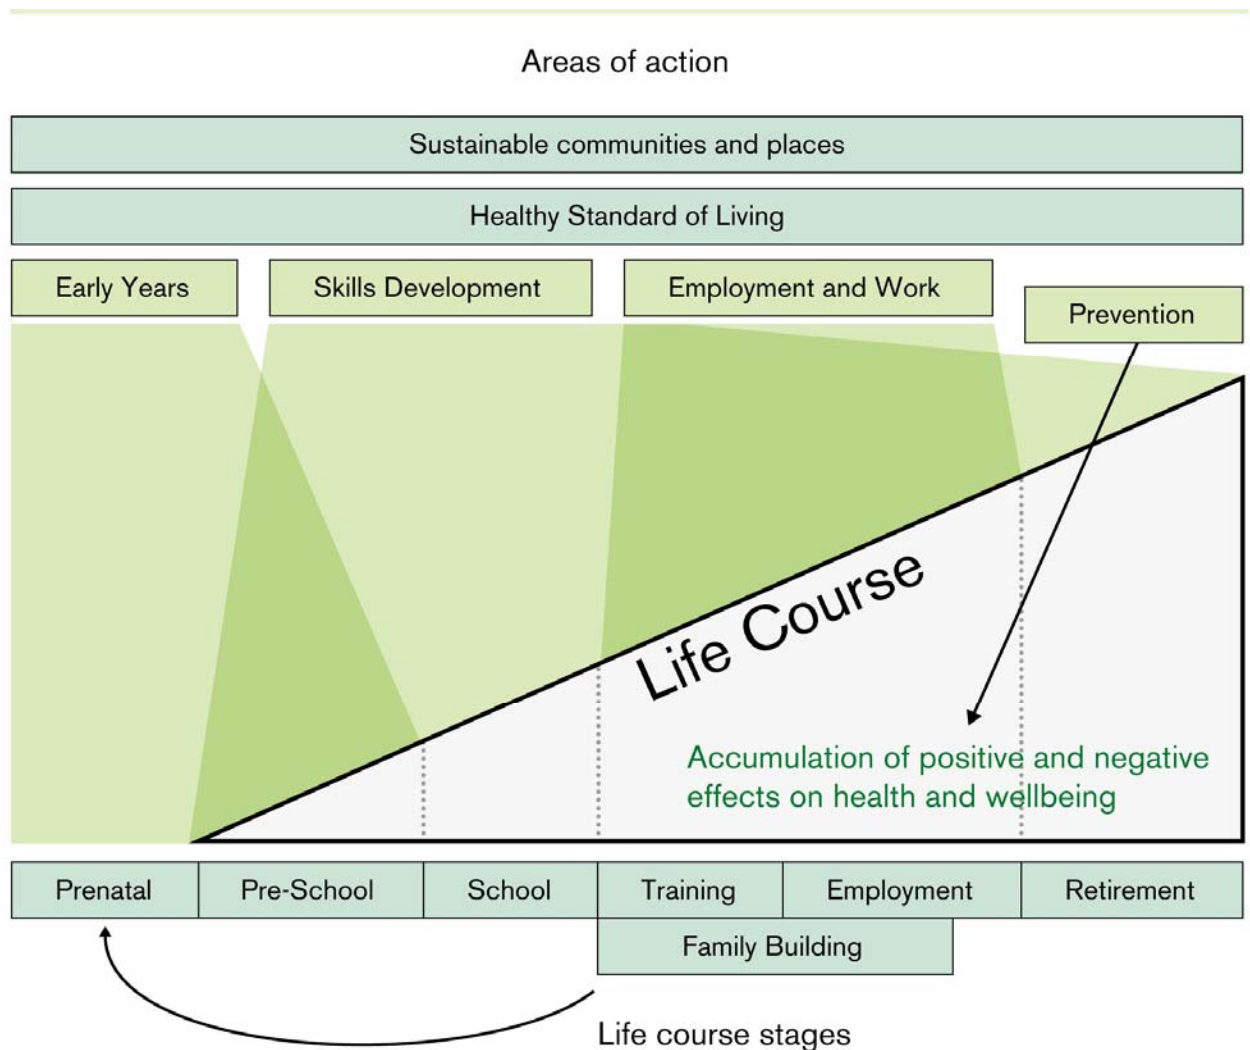 Areas of action
Sustainable communities and places
Healthy Standard of Living
Early Years
Skills Development
Employment and Work
Prevention
Life Course
Accumulation of positive and negative
effects on health and wellbeing
Prenatal
Pre-School
School
Training
Employment
Retirement
Family Building
Life course stages